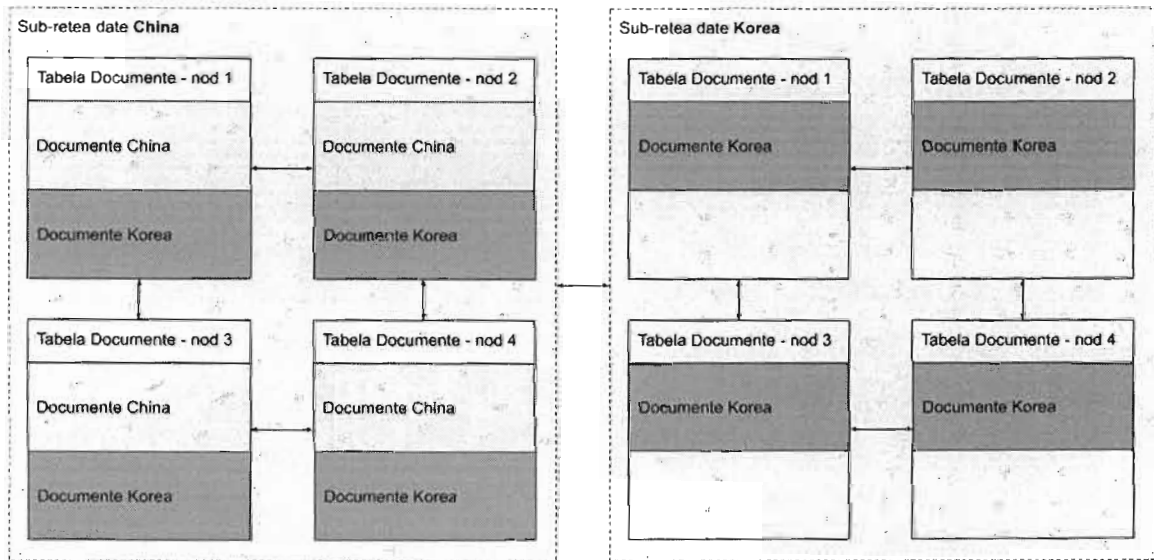 Sub-retea date China
Tabela Documente - nod 1
Documente China
Documente Korea
Tabela Documente - nod 2
Documente China
Documente Korea
Tabela Documente - nod 3
Documente China
Documente Korea
Tabela Documente - nod 4
Documente China
Documente Korea
Sub-retea date Korea
Tabela Documente - nod 1
Documente Korea
Tabela Documente - nod 2
Documente Korea
Tabela Documente - nod 3
Documente Korea
Tabela Documente - nod 4
Documente Korea